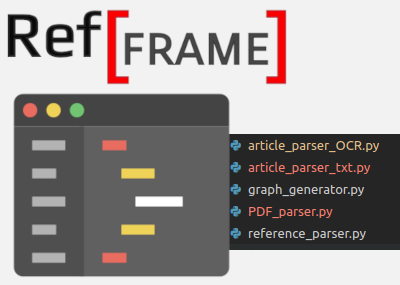 Ref[FRAME]
article_parser_OCR.py
article_parser_txt.py
graph_generator.py
PDF_parser.py
reference_parser.py